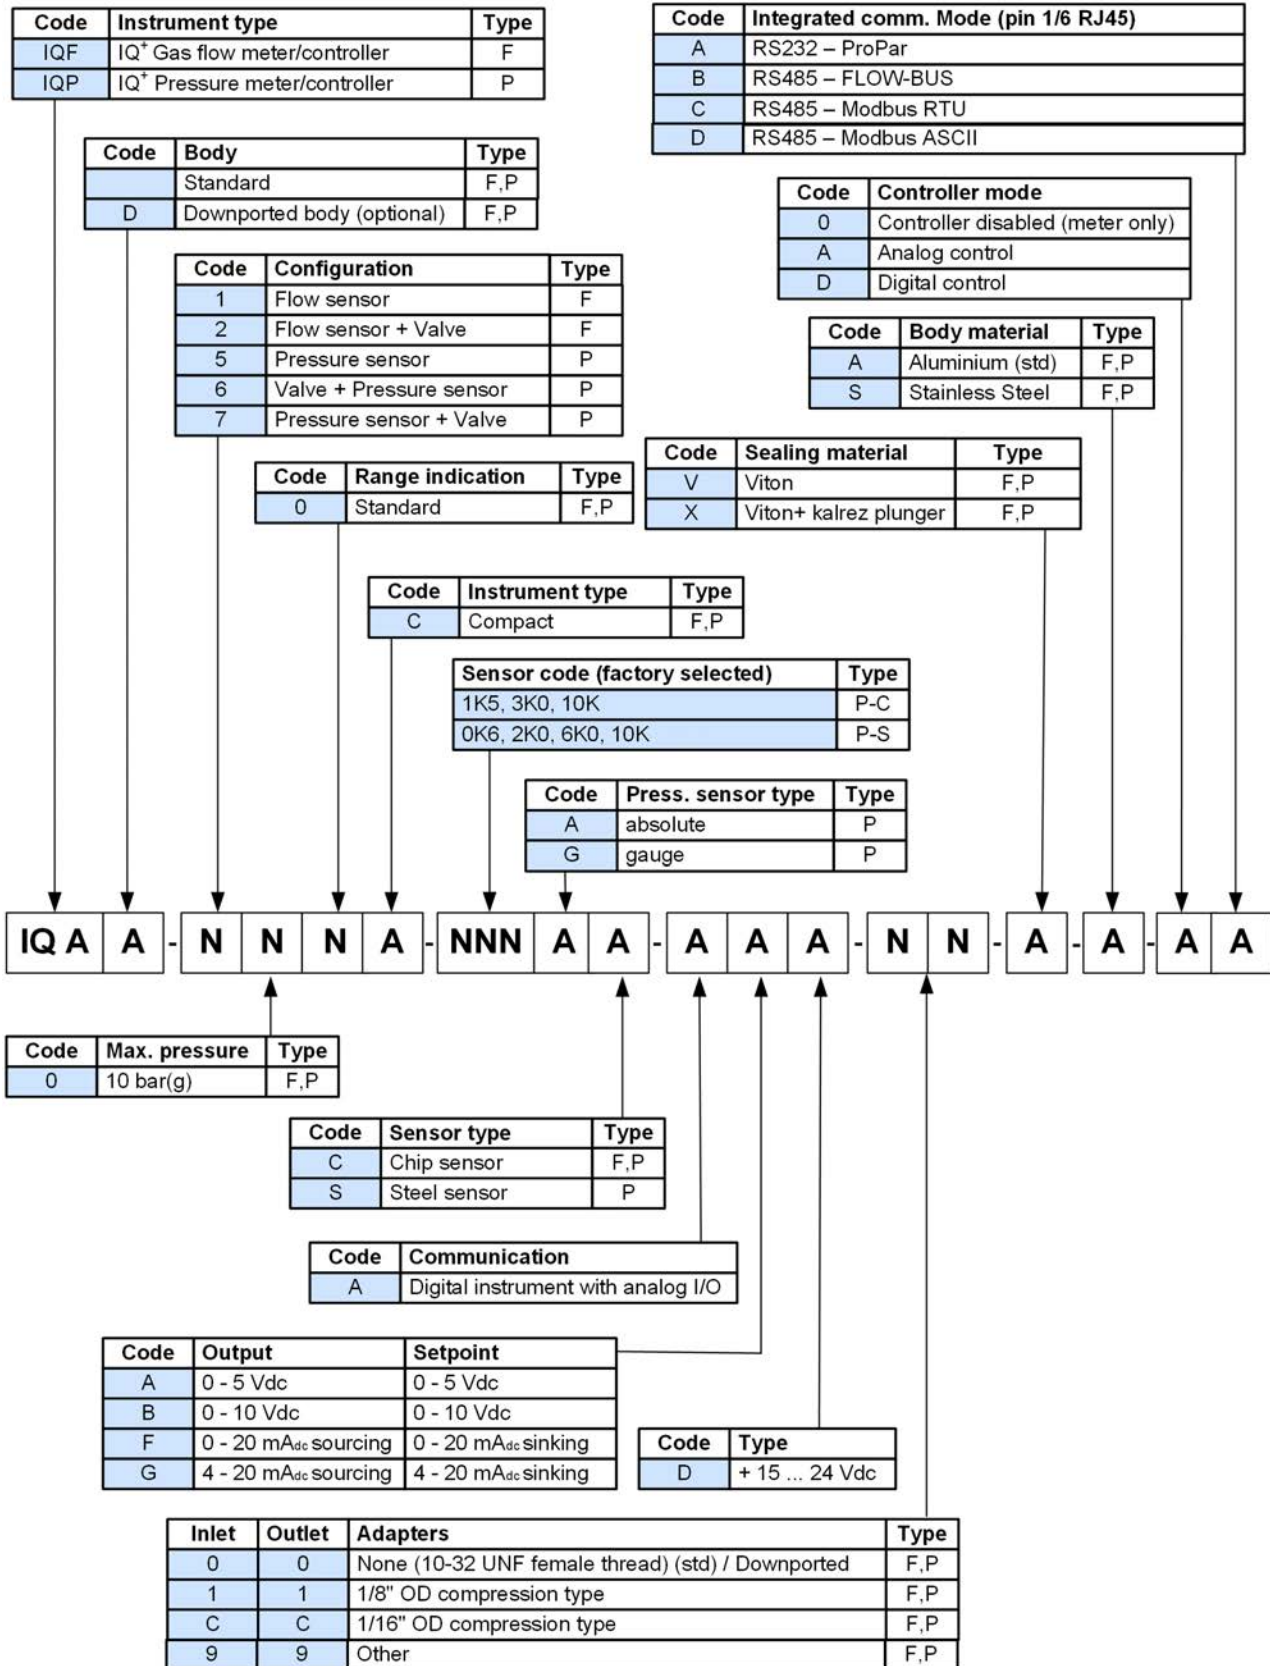 Code Instrument type Type
IQF IQ+ Gas flow meter/controller F
IQP IQ+ Pressure meter/controller P
Code Integrated comm. Mode (pin 1/6 RJ45)
A RS232 – ProPar
B RS485 – FLOW-BUS
C RS485 – Modbus RTU
D RS485 – Modbus ASCII
Code Body Type
Standard F,P
D Downported body (optional) F,P
Code Controller mode
0 Controller disabled (meter only)
A Analog control
D Digital control
Code Configuration Type
1 Flow sensor F
2 Flow sensor + Valve F
5 Pressure sensor P
6 Valve + Pressure sensor P
7 Pressure sensor + Valve P
Code Body material Type
A Aluminium (std) F,P
S Stainless Steel F,P
Code Range indication Type
0 Standard F,P
Code Sealing material Type
V Viton F,P
X Viton+ kalrez plunger F,P
Code Instrument type Type
C Compact F,P
Sensor code (factory selected) Type
1K5, 3K0, 10K P-C
0K6, 2K0, 6K0, 10K P-S
Code Press. sensor type Type
A absolute P
G gauge P
IQ A A - N N N A - NNN A A - A A A - N N - A - A - A A
Code Max. pressure Type
0 10 bar(g) F,P
Code Sensor type Type
C Chip sensor F,P
S Steel sensor P
Code Communication
A Digital instrument with analog I/O
Code Output Setpoint
A 0 - 5 Vdc 0 - 5 Vdc
B 0 - 10 Vdc 0 - 10 Vdc
F 0 - 20 mAdc sourcing 0 - 20 mAdc sinking
G 4 - 20 mAdc sourcing 4 - 20 mAdc sinking
Code Type
D + 15 ... 24 Vdc
Inlet Outlet Adapters Type
0 0 None (10-32 UNF female thread) (std) / Downported F,P
1 1 1/8" OD compression type F,P
C C 1/16" OD compression type F,P
9 9 Other F,P